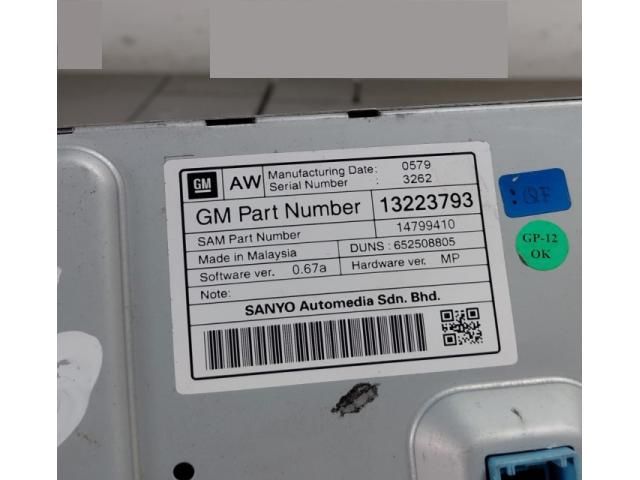 GM AW Manufacturing Date: 0579
Serial Number : 3262
GM Part Number 13223793
SAM Part Number 14799410
Made in Malaysia DUNS : 652508805
Software ver. 0.67a Hardware ver. MP
Note:
SANYO Automedia Sdn. Bhd.
:QF
GP-12
OK